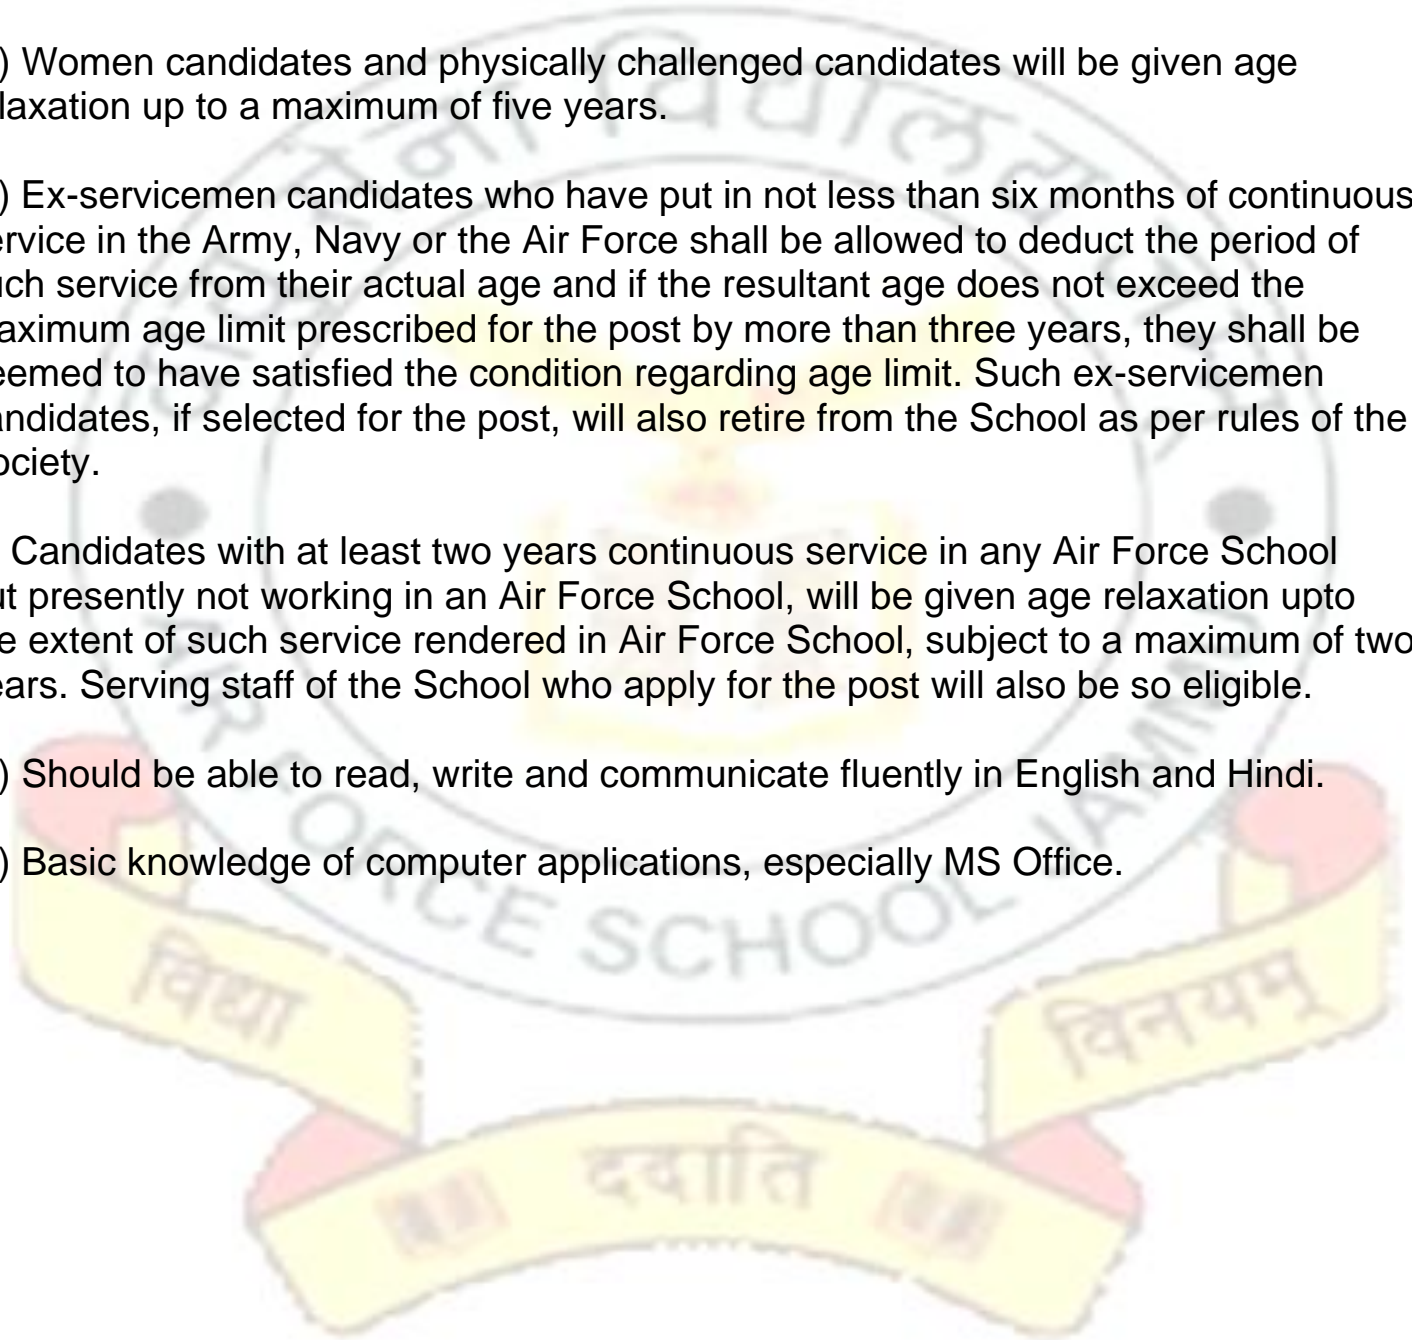 ) Women candidates and physically challenged candidates will be given age
laxation up to a maximum of five years.
) Ex-servicemen candidates who have put in not less than six months of continuous
ervice in the Army, Navy or the Air Force shall be allowed to deduct the period of
uch service from their actual age and if the resultant age does not exceed the
aximum age limit prescribed for the post by more than three years, they shall be
eemed to have satisfied the condition regarding age limit. Such ex-servicemen
andidates, if selected for the post, will also retire from the School as per rules of the
ociety.
Candidates with at least two years continuous service in any Air Force School
ut presently not working in an Air Force School, will be given age relaxation upto
e extent of such service rendered in Air Force School, subject to a maximum of two
ears. Serving staff of the School who apply for the post will also be so eligible.
) Should be able to read, write and communicate fluently in English and Hindi.
) Basic knowledge of computer applications, especially MS Office.
विद्यालय
AIR FORCE SCHOOL JAMMU
विद्या
ददाति
विनयम्